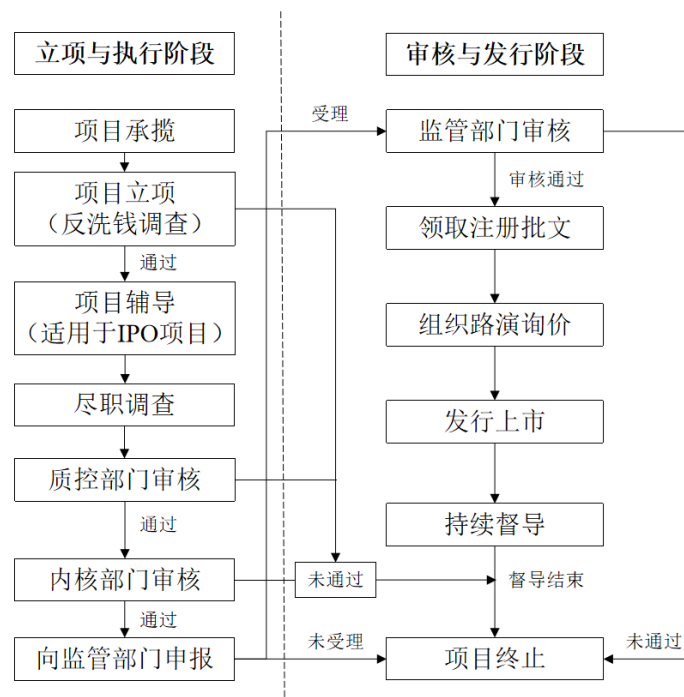 立项与执行阶段
项目承揽
项目立项
（反洗钱调查）
通过
项目辅导
（适用于IPO项目）
尽职调查
质控部门审核
通过
内核部门审核
通过
向监管部门申报
审核与发行阶段
受理
监管部门审核
审核通过
领取注册批文
组织路演询价
发行上市
持续督导
未通过
督导结束
未受理
项目终止
未通过